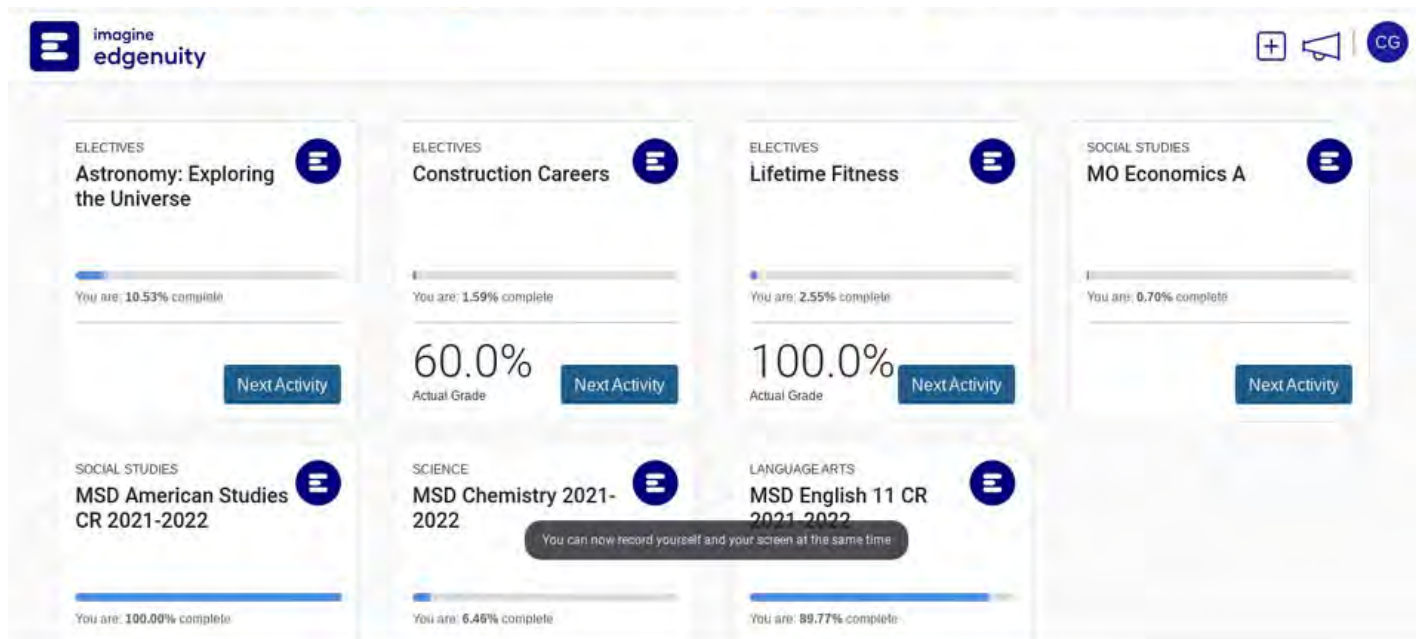 imagine
edgenuity
CG
ELECTIVES
Astronomy: Exploring
the Universe
You are: 10.53% complete
Next Activity
ELECTIVES
Construction Careers
You are: 1.59% complete
60.0%
Actual Grade
Next Activity
ELECTIVES
Lifetime Fitness
You are: 2.55% complete
100.0%
Actual Grade
Next Activity
SOCIAL STUDIES
MO Economics A
You are: 0.70% complete
Next Activity
SOCIAL STUDIES
MSD American Studies
CR 2021-2022
You are: 100.00% complete
SCIENCE
MSD Chemistry 2021-
2022
You are: 6.46% complete
LANGUAGE ARTS
MSD English 11 CR
2021-2022
You are: 89.77% complete
You can now record yourself and your screen at the same time